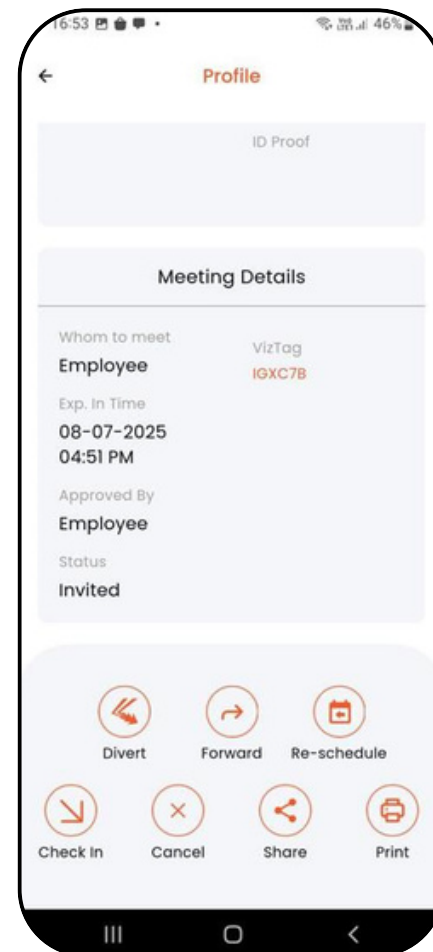 16:53 46%
Profile
ID Proof
Meeting Details
Whom to meet
Employee
VizTag
IGXC7B
Exp. In Time
08-07-2025
04:51 PM
Approved By
Employee
Status
Invited
Divert Forward Re-schedule
Check In Cancel Share Print